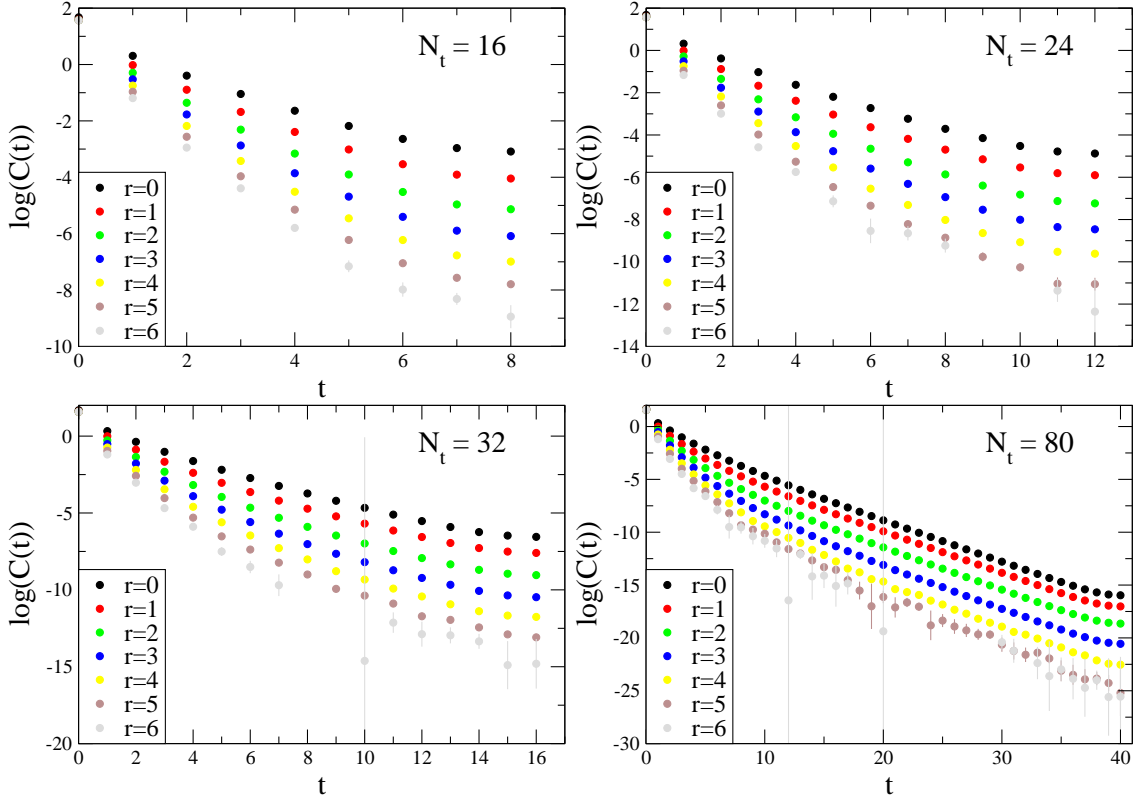 N_t = 16
log(C(t))
2
0
-2
-4
-6
-8
-10
r=0
r=1
r=2
r=3
r=4
r=5
r=6
0
2
4
6
8
t
N_t = 24
log(C(t))
2
0
-2
-4
-6
-8
-10
-12
-14
r=0
r=1
r=2
r=3
r=4
r=5
r=6
0
2
4
6
8
10
12
t
N_t = 32
log(C(t))
0
-5
-10
-15
-20
r=0
r=1
r=2
r=3
r=4
r=5
r=6
0
2
4
6
8
10
12
14
16
t
N_t = 80
log(C(t))
0
-5
-10
-15
-20
-25
-30
r=0
r=1
r=2
r=3
r=4
r=5
r=6
0
10
20
30
40
t